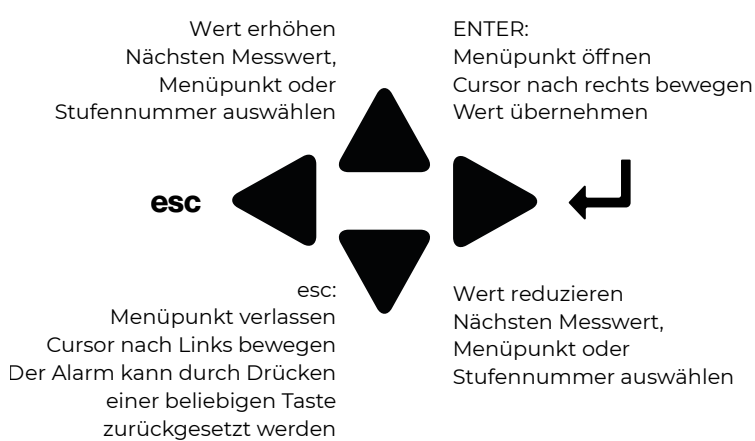 Wert erhöhen
Nächsten Messwert,
Menüpunkt oder
Stufennummer auswählen
ENTER:
Menüpunkt öffnen
Cursor nach rechts bewegen
Wert übernehmen
esc
esc:
Menüpunkt verlassen
Cursor nach Links bewegen
Der Alarm kann durch Drücken
einer beliebigen Taste
zurückgesetzt werden
Wert reduzieren
Nächsten Messwert,
Menüpunkt oder
Stufennummer auswählen